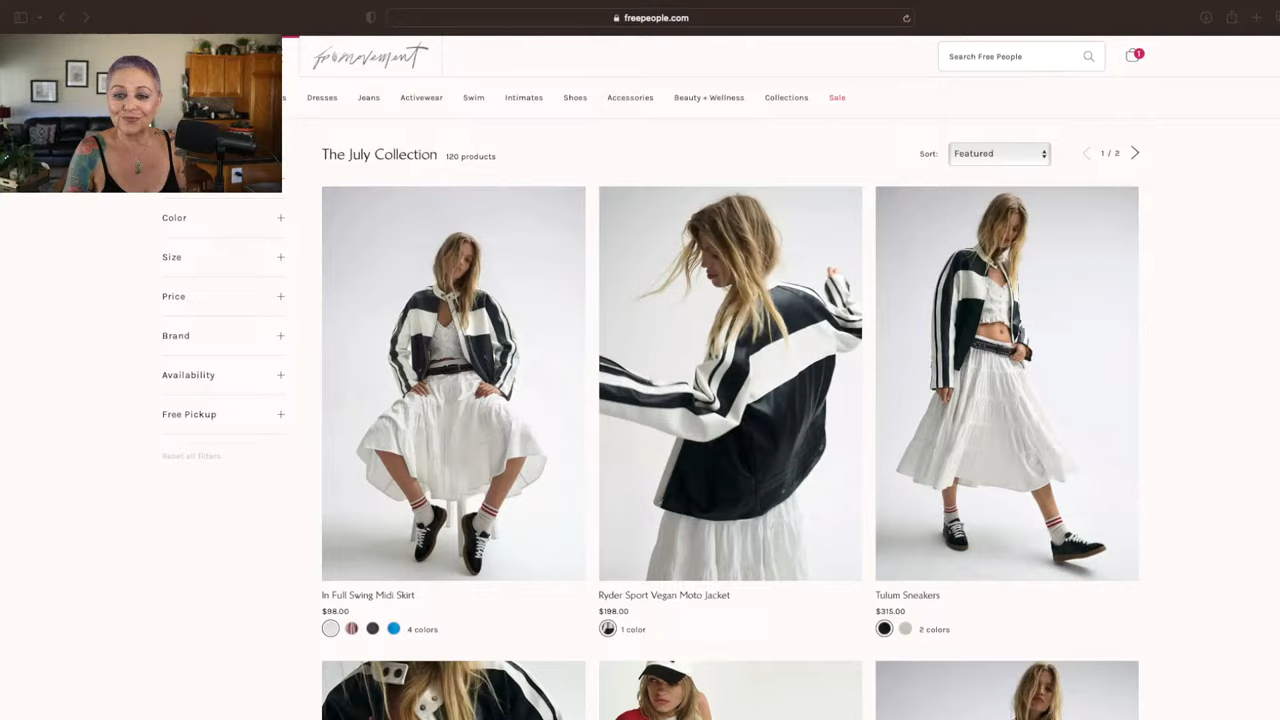 freepeople.com
fp movement
Search Free People
1
Dresses Jeans Activewear Swim Intimates Shoes Accessories Beauty + Wellness Collections Sale
The July Collection 120 products
Sort: Featured 1 / 2
Color +
Size +
Price +
Brand +
Availability +
Free Pickup +
Reset all filters
In Full Swing Midi Skirt
$98.00
4 colors
Ryder Sport Vegan Moto Jacket
$198.00
1 color
Tulum Sneakers
$315.00
2 colors